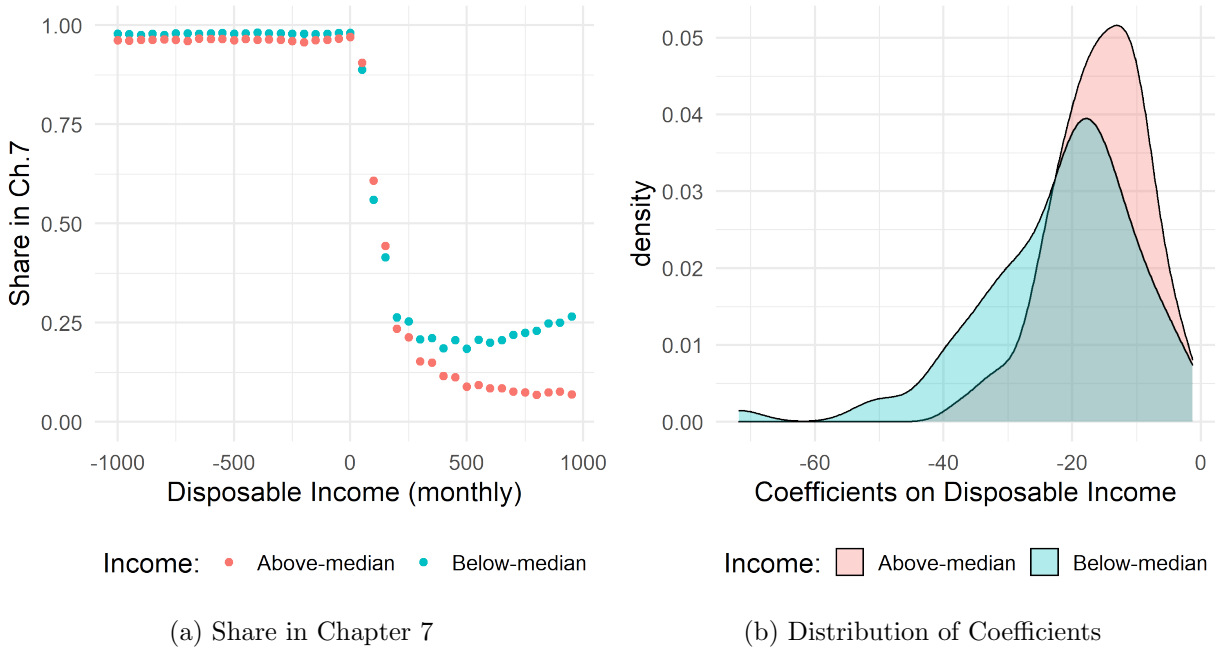 1.00
0.75
0.50
0.25
0.00
Share in Ch.7
-1000
-500
0
500
1000
Disposable Income (monthly)
Income:
Above-median
Below-median
(a) Share in Chapter 7
0.05
0.04
0.03
0.02
0.01
0.00
density
-60
-40
-20
0
Coefficients on Disposable Income
Income:
Above-median
Below-median
(b) Distribution of Coefficients